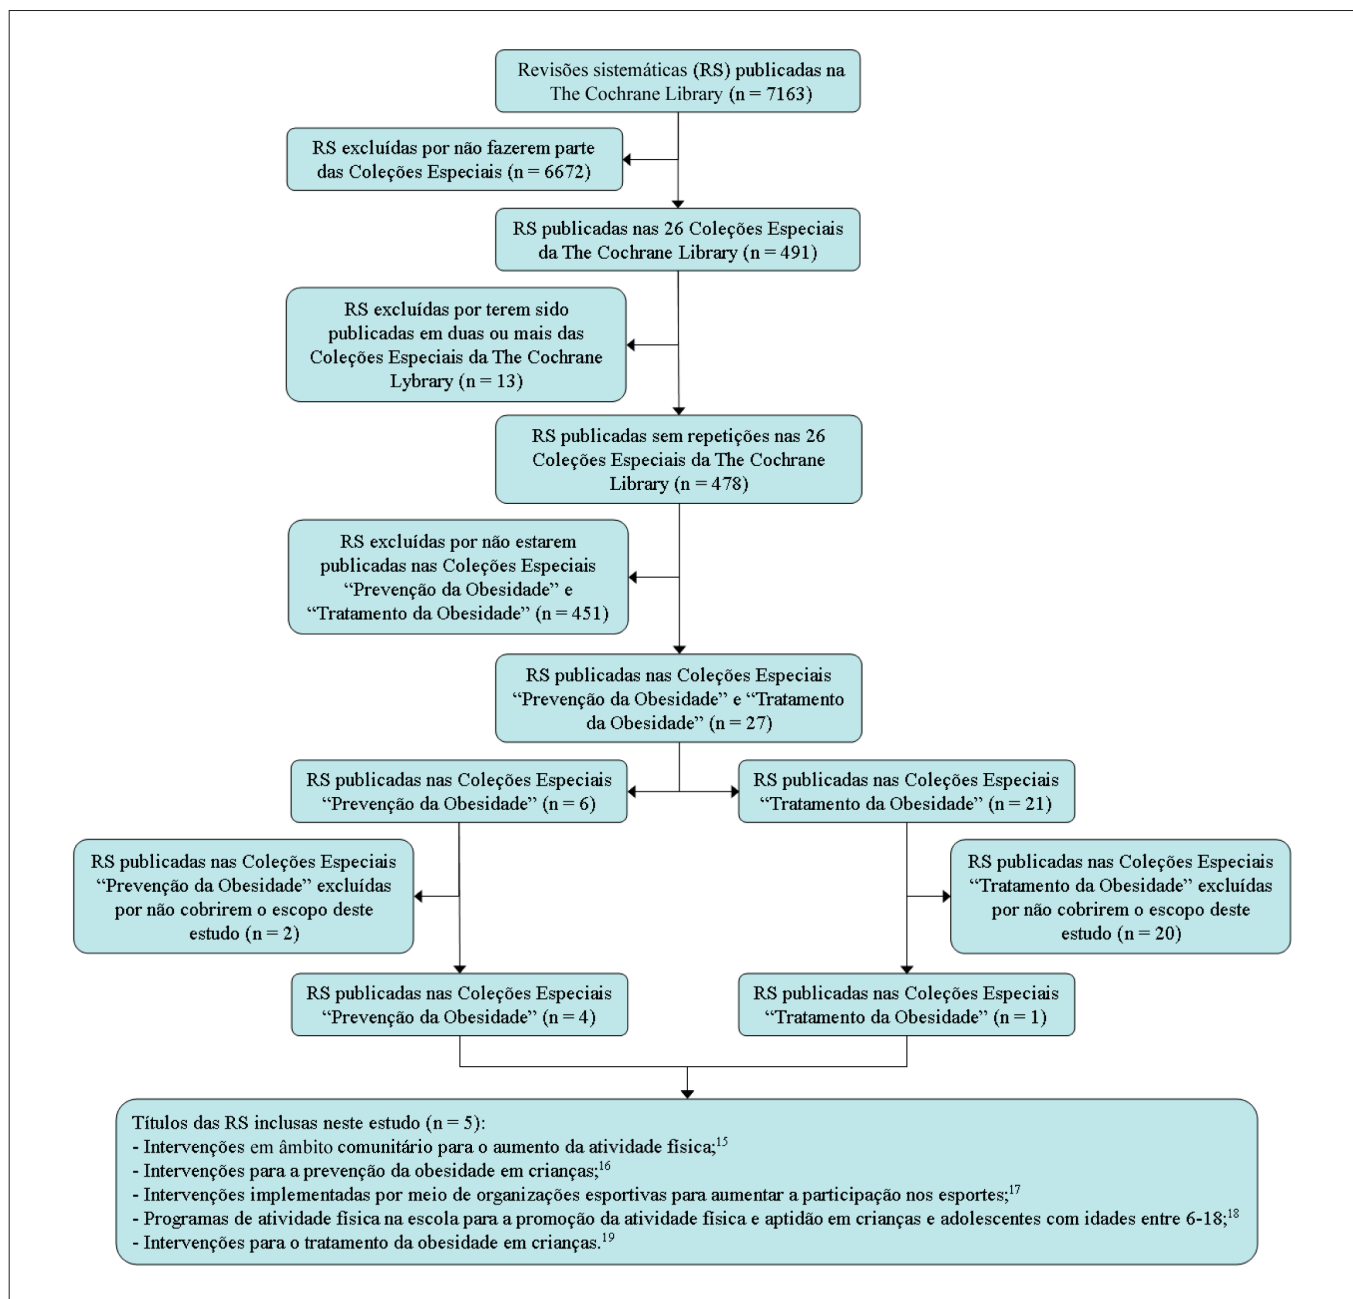 Revisões sistemáticas (RS) publicadas na
The Cochrane Library (n = 7163)
RS excluídas por não fazerem parte
das Coleções Especiais (n = 6672)
RS publicadas nas 26 Coleções Especiais
da The Cochrane Library (n = 491)
RS excluídas por terem sido
publicadas em duas ou mais das
Coleções Especiais da The Cochrane
Lybrary (n = 13)
RS publicadas sem repetições nas 26
Coleções Especiais da The Cochrane
Library (n = 478)
RS excluídas por não estarem
publicadas nas Coleções Especiais
“Prevenção da Obesidade” e
“Tratamento da Obesidade” (n = 451)
RS publicadas nas Coleções Especiais
“Prevenção da Obesidade” e “Tratamento
da Obesidade” (n = 27)
RS publicadas nas Coleções Especiais
“Prevenção da Obesidade” (n = 6)
RS publicadas nas Coleções Especiais
“Tratamento da Obesidade” (n = 21)
RS publicadas nas Coleções Especiais
“Prevenção da Obesidade” excluídas
por não cobrirem o escopo deste
estudo (n = 2)
RS publicadas nas Coleções Especiais
“Tratamento da Obesidade” excluídas
por não cobrirem o escopo deste
estudo (n = 20)
RS publicadas nas Coleções Especiais
“Prevenção da Obesidade” (n = 4)
RS publicadas nas Coleções Especiais
“Tratamento da Obesidade” (n = 1)
Títulos das RS inclusas neste estudo (n = 5):
- Intervenções em âmbito comunitário para o aumento da atividade física;15
- Intervenções para a prevenção da obesidade em crianças;16
- Intervenções implementadas por meio de organizações esportivas para aumentar a participação nos esportes;17
- Programas de atividade física na escola para a promoção da atividade física e aptidão em crianças e adolescentes com idades entre 6-18;18
- Intervenções para o tratamento da obesidade em crianças.19